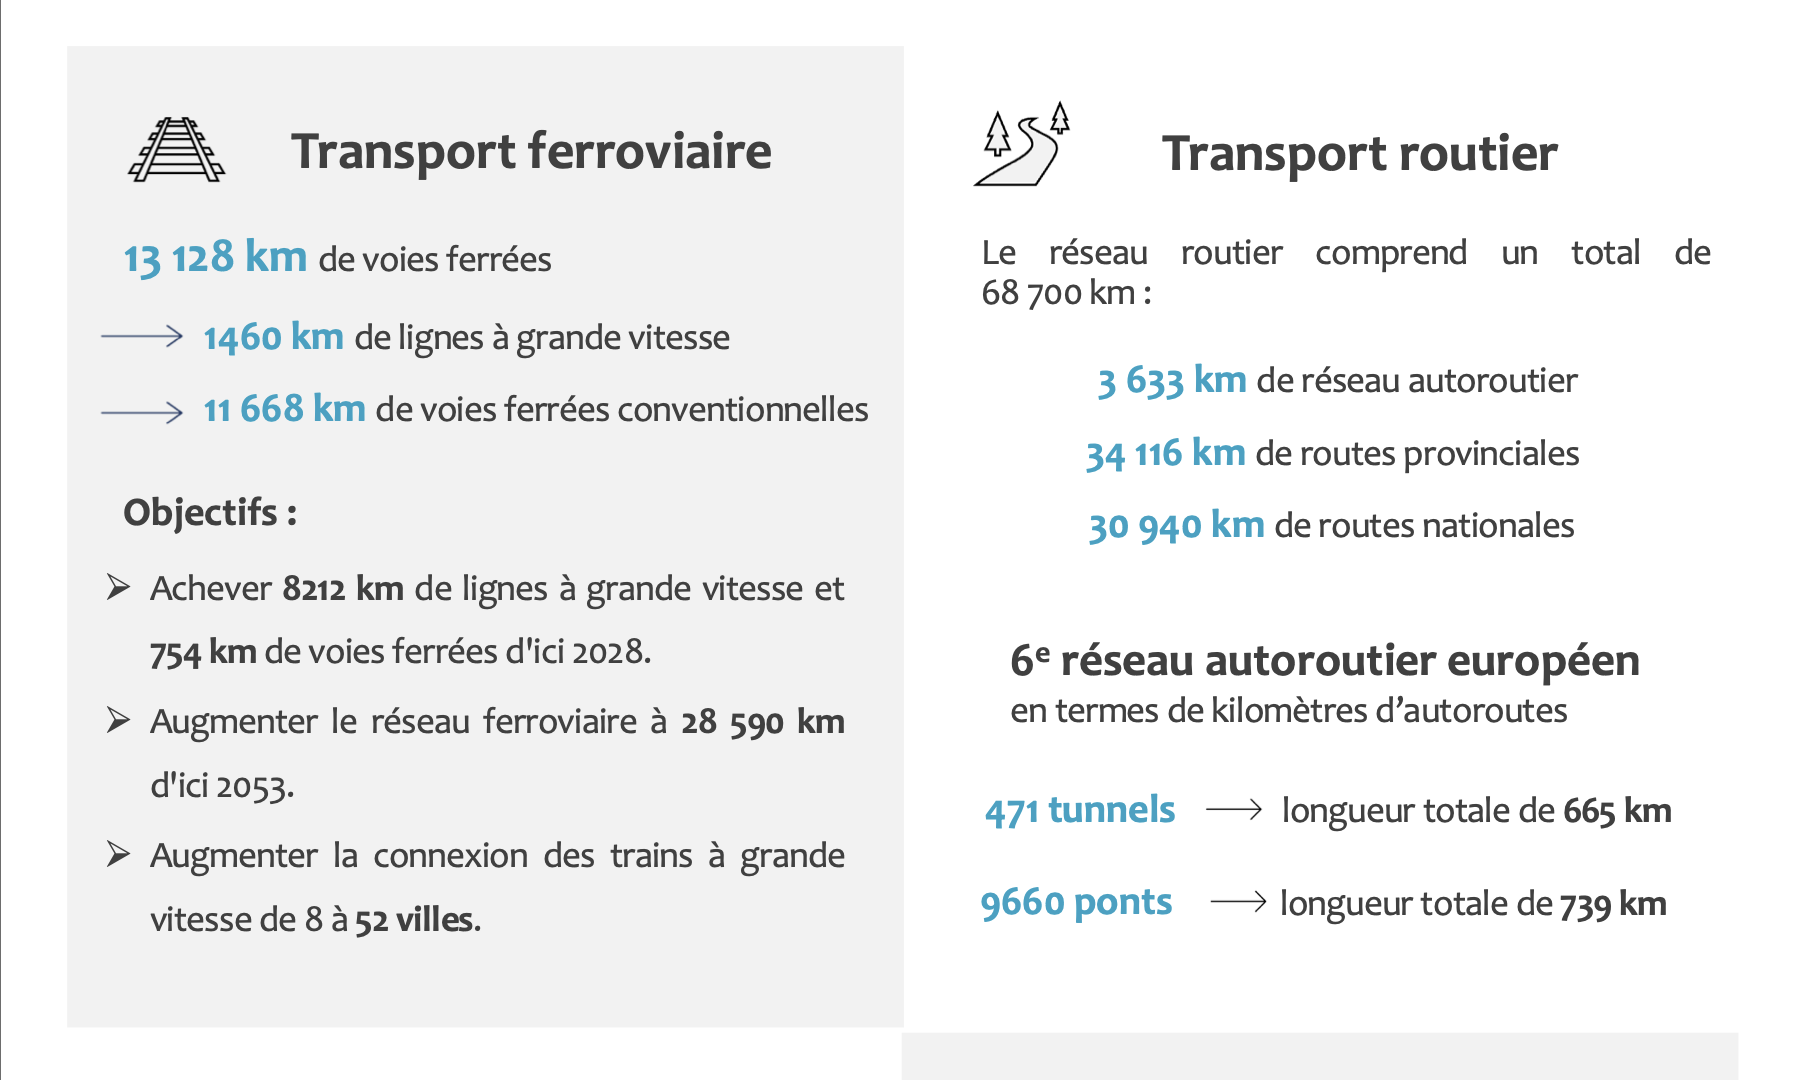 Transport ferroviaire
13 128 km de voies ferrées
1460 km de lignes à grande vitesse
11 668 km de voies ferrées conventionnelles
Objectifs :
Achever 8212 km de lignes à grande vitesse et
754 km de voies ferrées d'ici 2028.
Augmenter le réseau ferroviaire à 28 590 km
d'ici 2053.
Augmenter la connexion des trains à grande
vitesse de 8 à 52 villes.
Transport routier
Le réseau routier comprend un total de
68 700 km :
3 633 km de réseau autoroutier
34 116 km de routes provinciales
30 940 km de routes nationales
6e réseau autoroutier européen
en termes de kilomètres d’autoroutes
471 tunnels → longueur totale de 665 km
9660 ponts → longueur totale de 739 km